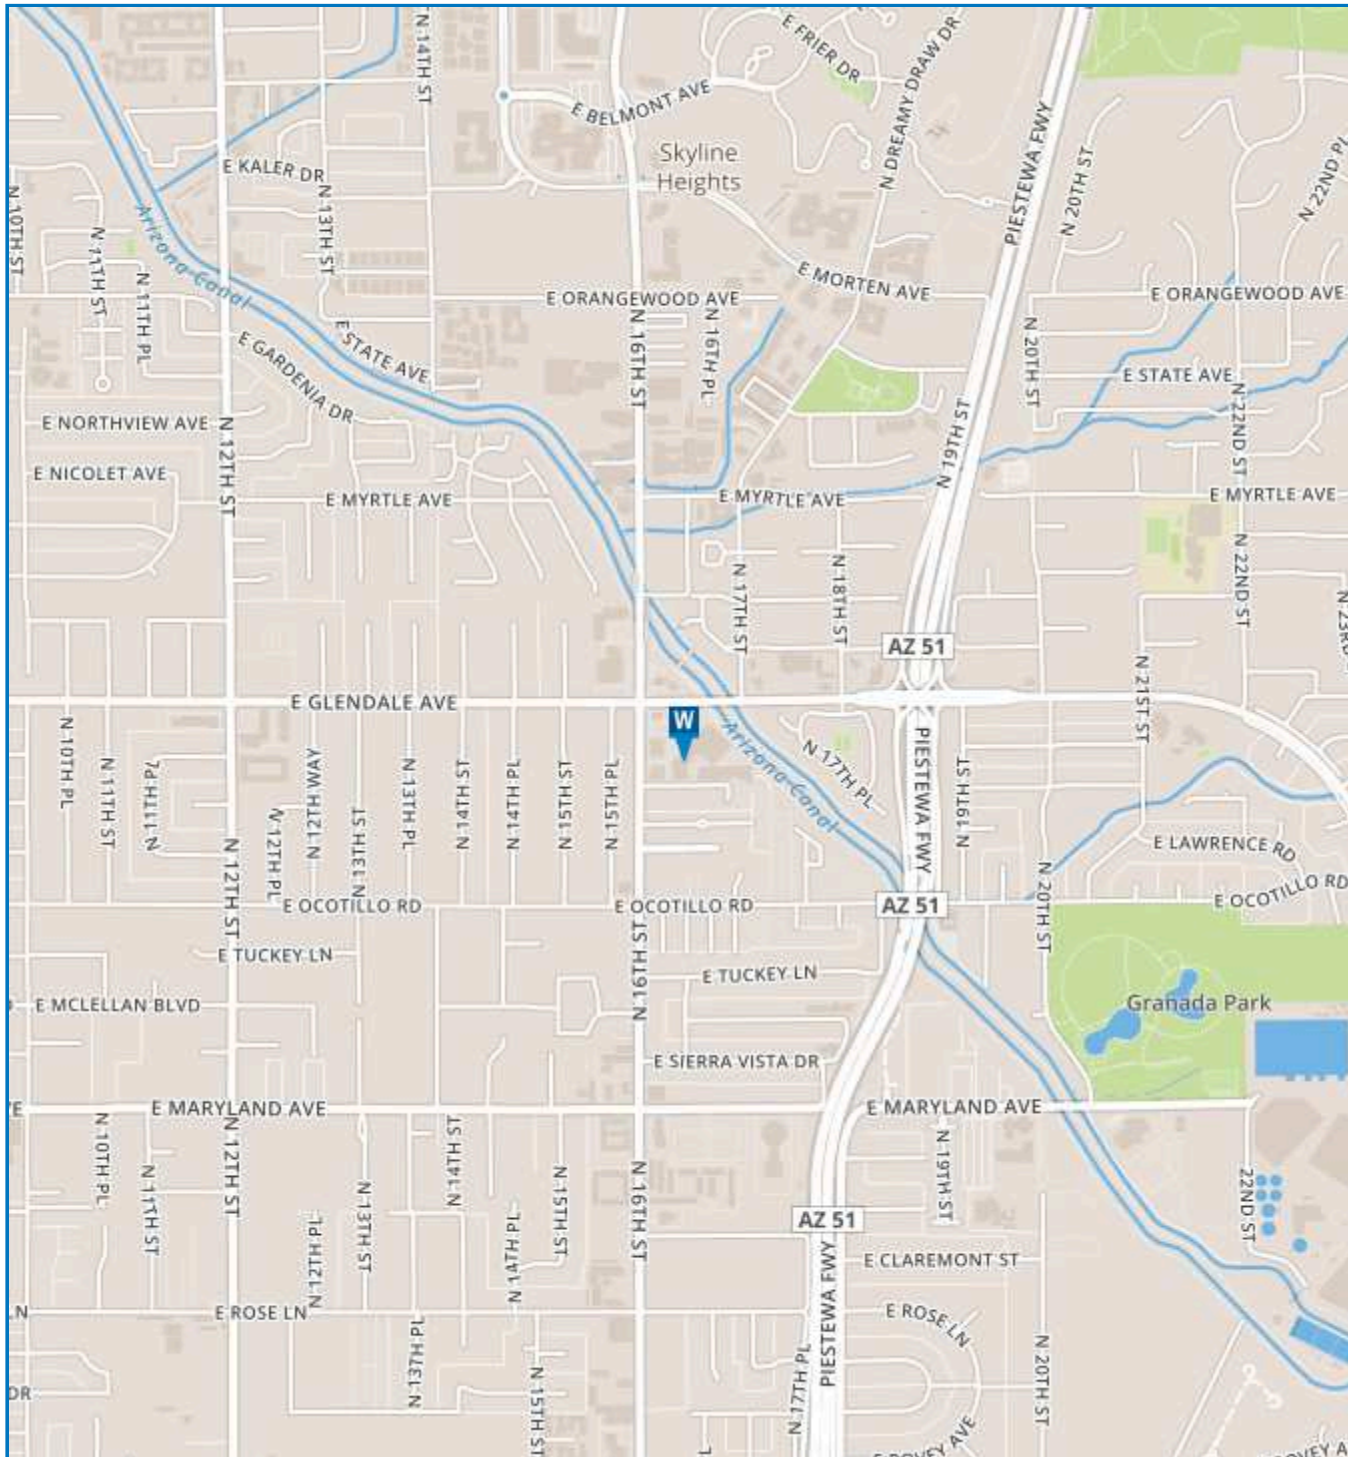 N 14TH ST
E FRIER DR
N DREAMY DRAW DR
E BELMONT AVE
PIESTEWA FWY
Skyline
Heights
E KALER DR
N 13TH ST
N 10TH ST
N 20TH ST
N 22ND PL
Arizona Canal
N 11TH ST
N 11TH PL
E MORTEN AVE
E ORANGEWOOD AVE
E ORANGEWOOD AVE
N 16TH ST
N 16TH PL
N 20TH ST
E STATE AVE
E GARDENIA DR
E STATE AVE
N 22ND ST
E NORTHVIEW AVE
N 12TH ST
N 19TH ST
E NICOLET AVE
E MYRTLE AVE
E MYRTLE AVE
E MYRTLE AVE
N 22ND ST
N 17TH ST
N 18TH ST
N 23RD
AZ 51
N 21ST ST
E GLENDALE AVE
W
Arizona Canal
N 10TH PL
N 11TH ST
N 11TH PL
N 12TH PL
N 12TH WAY
N 13TH ST
N 13TH PL
N 14TH ST
N 14TH PL
N 15TH ST
N 15TH PL
N 17TH PL
PIESTEWA FWY
N 19TH ST
E LAWRENCE RD
N 12TH ST
N 20TH ST
E OCOTILLO RD
E OCOTILLO RD
AZ 51
E OCOTILLO RD
E TUCKEY LN
N 16TH ST
E TUCKEY LN
E MCLELLAN BLVD
Granada Park
E SIERRA VISTA DR
E MARYLAND AVE
E MARYLAND AVE
N 10TH PL
N 11TH ST
N 12TH ST
N 12TH PL
N 13TH ST
N 14TH ST
N 14TH PL
N 15TH ST
N 16TH ST
N 19TH ST
22ND ST
AZ 51
E CLAREMONT ST
PIESTEWA FWY
LN
E ROSE LN
E ROSE LN
N 13TH PL
N 15TH ST
N 17TH PL
N 20TH ST
DR